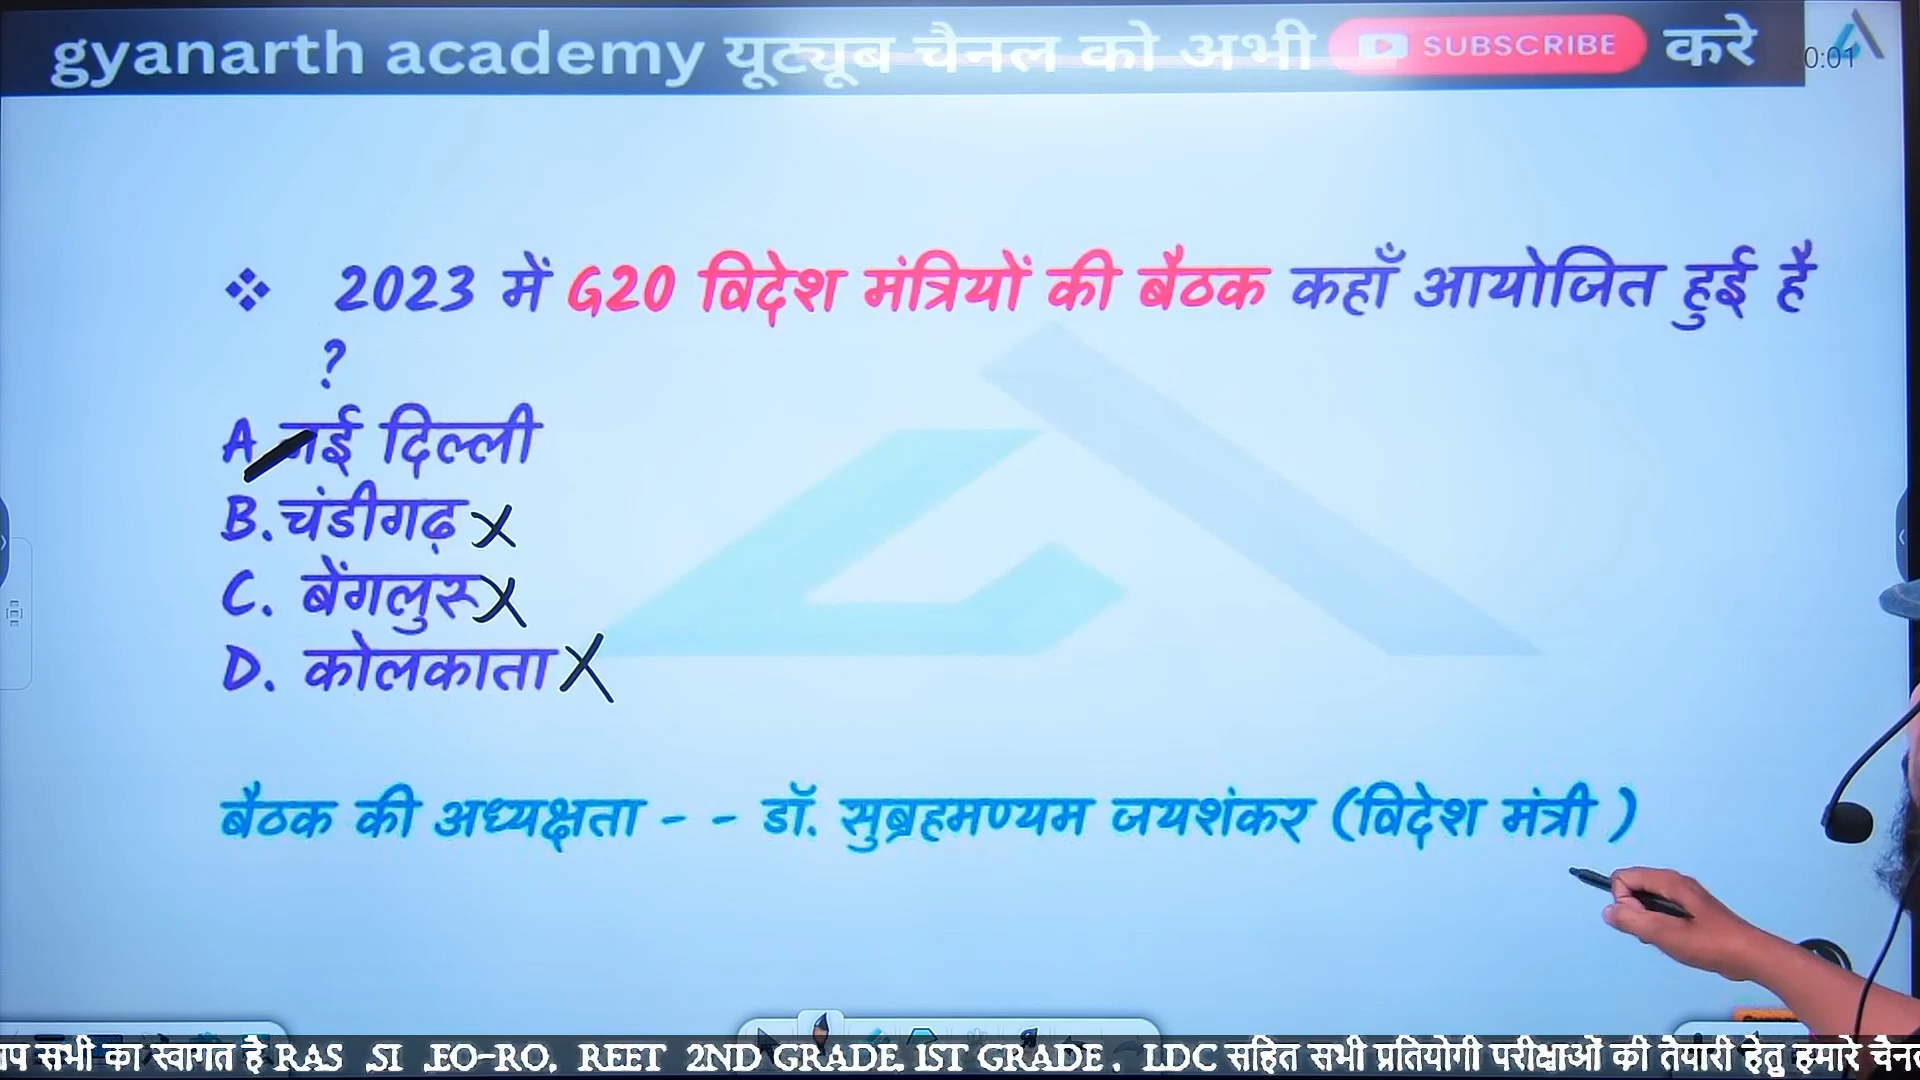 gyanarth academy यूट्यूब चैनल को अभी SUBSCRIBE करे
0:01
❖ 2023 में G20 विदेश मंत्रियों की बैठक कहाँ आयोजित हुई है
?
A नई दिल्ली
B. चंडीगढ़ X
C. बेंगलुरू X
D. कोलकाता X
बैठक की अध्यक्षता - - डॉ. सुब्रहमण्यम जयशंकर (विदेश मंत्री )
सभी का स्वागत है RAS ,SI ,EO-RO, REET 2ND GRADE, 1ST GRADE , LDC सहित सभी प्रतियोगी परीक्षाओं की तैयारी हेतु हमारे